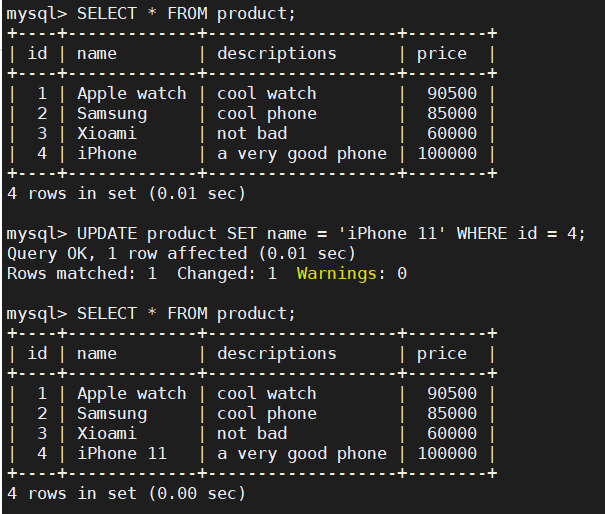 mysql> SELECT * FROM product;
+----+-------------+-------------------+--------+
| id | name        | descriptions      | price  |
+----+-------------+-------------------+--------+
|  1 | Apple watch | cool watch        |  90500 |
|  2 | Samsung     | cool phone        |  85000 |
|  3 | Xioami      | not bad           |  60000 |
|  4 | iPhone      | a very good phone | 100000 |
+----+-------------+-------------------+--------+
4 rows in set (0.01 sec)
mysql> UPDATE product SET name = 'iPhone 11' WHERE id = 4;
Query OK, 1 row affected (0.01 sec)
Rows matched: 1  Changed: 1  Warnings: 0
mysql> SELECT * FROM product;
+----+-------------+-------------------+--------+
| id | name        | descriptions      | price  |
+----+-------------+-------------------+--------+
|  1 | Apple watch | cool watch        |  90500 |
|  2 | Samsung     | cool phone        |  85000 |
|  3 | Xioami      | not bad           |  60000 |
|  4 | iPhone 11   | a very good phone | 100000 |
+----+-------------+-------------------+--------+
4 rows in set (0.00 sec)